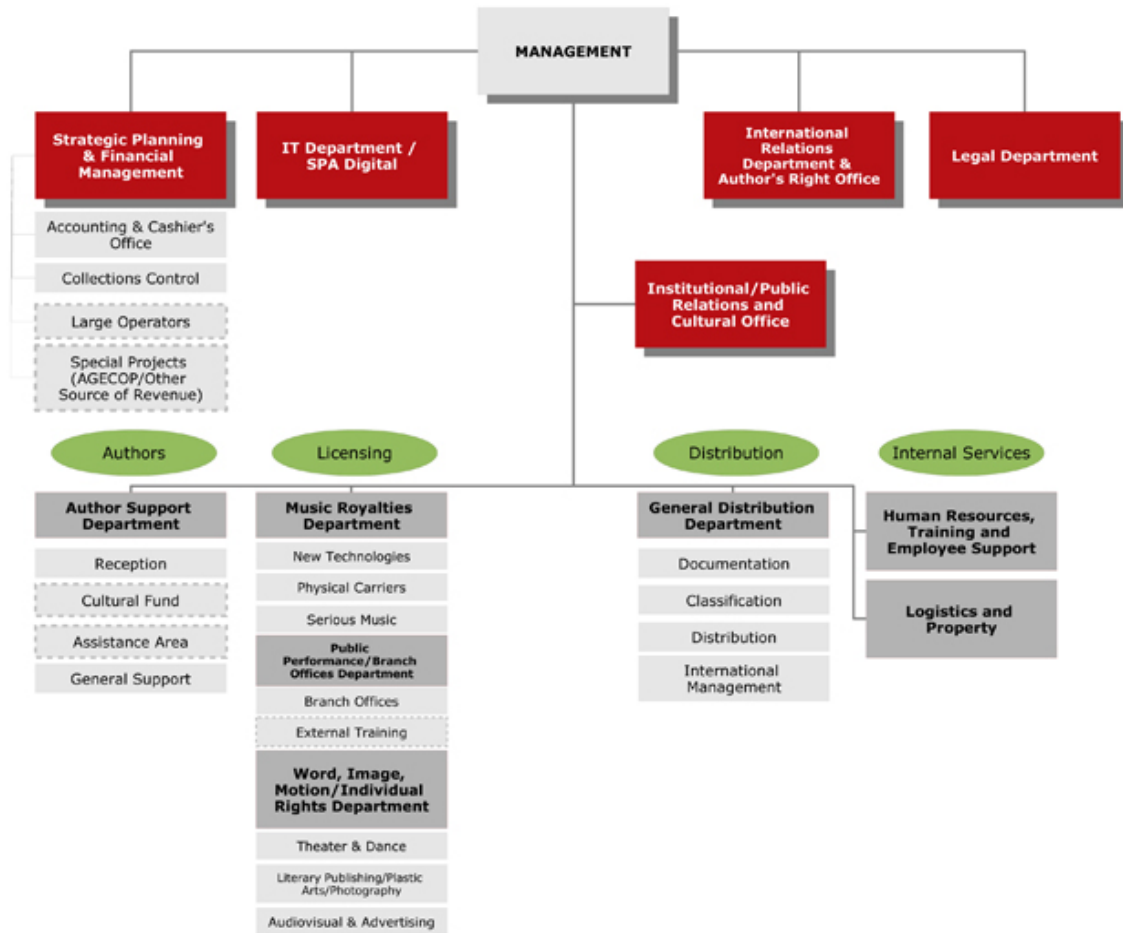 MANAGEMENT
Strategic Planning
& Financial
Management
IT Department /
SPA Digital
International
Relations
Department &
Author's Right Office
Legal Department
Accounting & Cashier's
Office
Collections Control
Large Operators
Special Projects
(AGECOP/Other
Source of Revenue)
Institutional/Public
Relations and
Cultural Office
Authors
Licensing
Distribution
Internal Services
Author Support
Department
Reception
Cultural Fund
Assistance Area
General Support
Music Royalties
Department
New Technologies
Physical Carriers
Serious Music
Public
Performance/Branch
Offices Department
Branch Offices
External Training
Word, Image,
Motion/Individual
Rights Department
Theater & Dance
Literary Publishing/Plastic
Arts/Photography
Audiovisual & Advertising
General Distribution
Department
Documentation
Classification
Distribution
International
Management
Human Resources,
Training and
Employee Support
Logistics and
Property